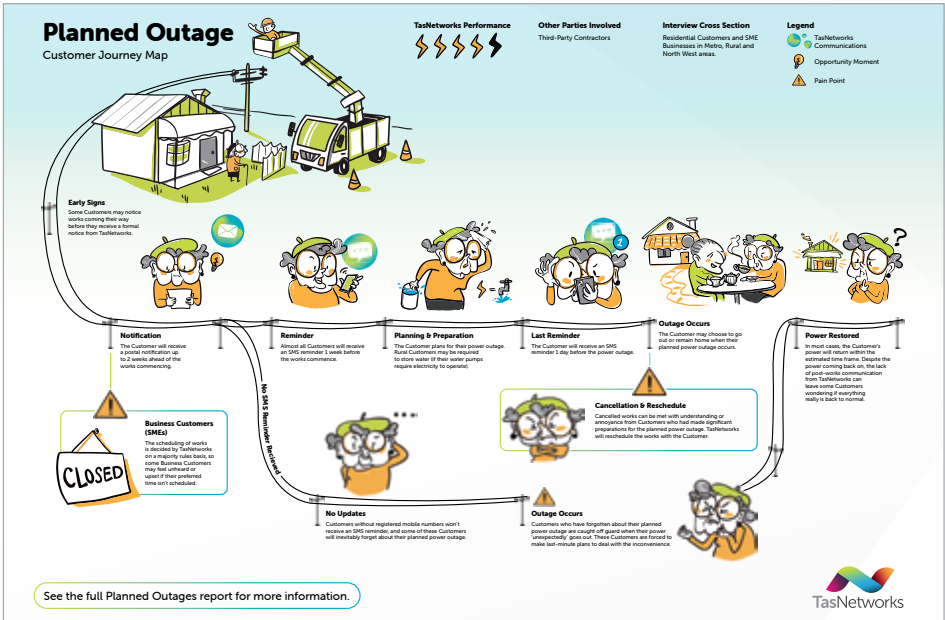 Planned Outage
Customer Journey Map
TasNetworks Performance
Other Parties Involved
Third-Party Contractors
Interview Cross Section
Residential Customers and SME
Businesses in Metro, Rural and
North West areas.
Legend
TasNetworks
Communications
Opportunity Moment
Pain Point
Early Signs
Some Customers may notice
works coming their way
before they receive a formal
notice from TasNetworks.
1
?
Notification
The Customer will receive
a postal notification up
to 2 weeks ahead of the
works commencing.
Reminder
Almost all Customers will receive
an SMS reminder 1 week before
the works commence.
Planning & Preparation
The Customer plans for their power outage.
Rural Customers may be required
to store water (if their water pumps
require electricity to operate).
Last Reminder
The Customer will receive an SMS
reminder 1 day before the power outage.
Outage Occurs
The Customer may choose to go
out or remain home when their
planned power outage occurs.
Power Restored
In most cases, the Customer's
power will return within the
estimated time frame. Despite the
power coming back on, the lack
of post-works communication
from TasNetworks can
leave some Customers
wondering if everything
really is back to normal.
Business Customers
(SMEs)
The scheduling of works
is decided by TasNetworks
on a majority rules basis, so
some Business Customers
may feel unheard or
upset if their preferred
time isn't scheduled.
CLOSED
No SMS Reminder Recieved
Cancellation & Reschedule
Cancelled works can be met with understanding or
annoyance from Customers who had made significant
preparations for the planned power outage. TasNetworks
will reschedule the works with the Customer.
No Updates
Customers without registered mobile numbers won't
receive an SMS reminder, and some of these Customers
will inevitably forget about their planned power outage.
Outage Occurs
Customers who have forgotten about their planned
power outage are caught off guard when their power
'unexpectedly' goes out. These Customers are forced to
make last-minute plans to deal with the inconvenience.
See the full Planned Outages report for more information.
TasNetworks